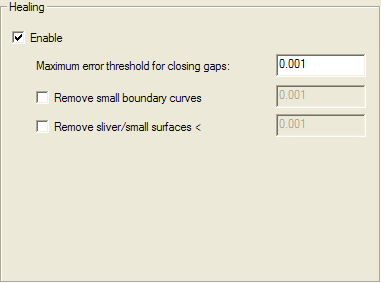 Healing
Enable
Maximum error threshold for closing gaps: 0.001
Remove small boundary curves 0.001
Remove sliver/small surfaces < 0.001